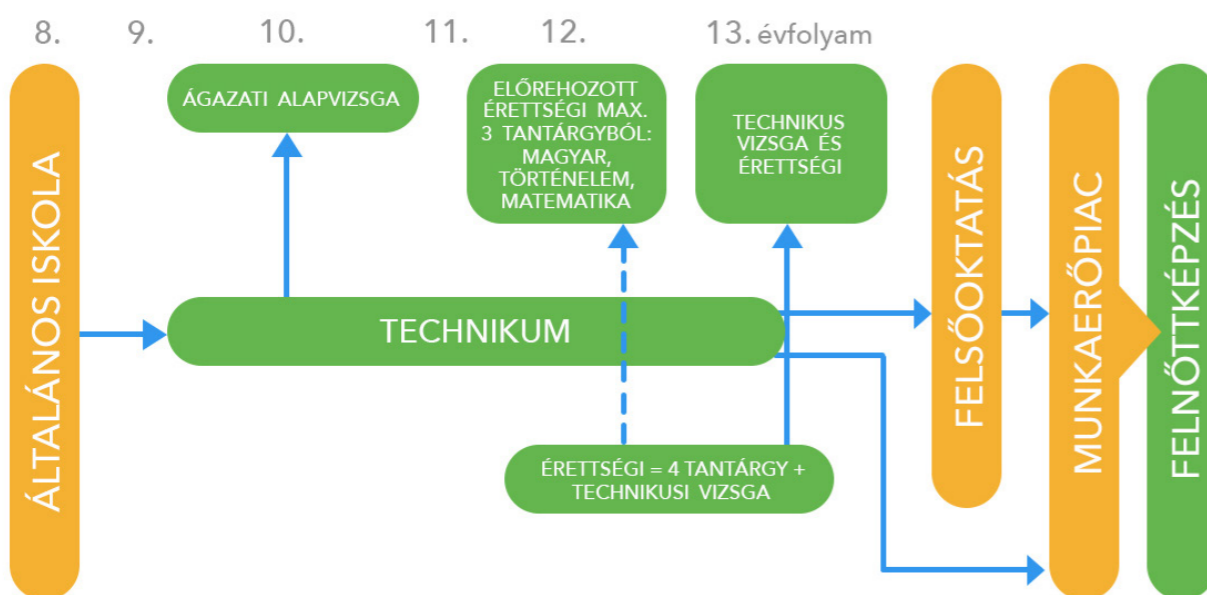 8. 9. 10. 11. 12. 13. évfolyam
ÁLTALÁNOS ISKOLA
ÁGAZATI ALAPVIZSGA
ELŐREHOZOTT
ÉRETTSÉGI MAX.
3 TANTÁRGYBÓL:
MAGYAR,
TÖRTÉNELEM,
MATEMATIKA
TECHNIKUS
VIZSGA ÉS
ÉRETTSÉGI
TECHNIKUM
ÉRETTSÉGI = 4 TANTÁRGY +
TECHNIKUSI VIZSGA
FELSŐOKTATÁS
MUNKAERŐPIAC
FELNŐTTKÉPZÉS